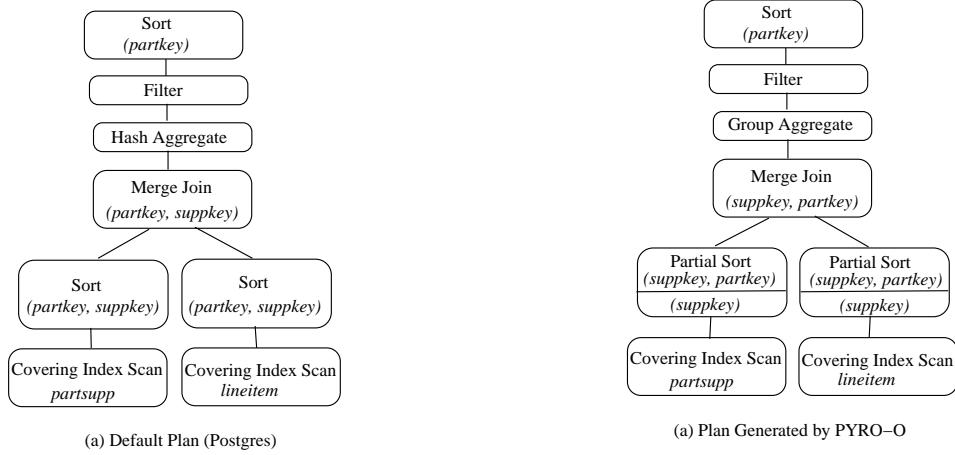 Sort
(partkey)
Filter
Hash Aggregate
Merge Join
(partkey, suppkey)
Sort
(partkey, suppkey)
Sort
(partkey, suppkey)
Covering Index Scan
partsupp
Covering Index Scan
lineitem
(a) Default Plan (Postgres)
Sort
(partkey)
Filter
Group Aggregate
Merge Join
(suppkey, partkey)
Partial Sort
(suppkey, partkey)
(suppkey)
Partial Sort
(suppkey, partkey)
(suppkey)
Covering Index Scan
partsupp
Covering Index Scan
lineitem
(a) Plan Generated by PYRO−O